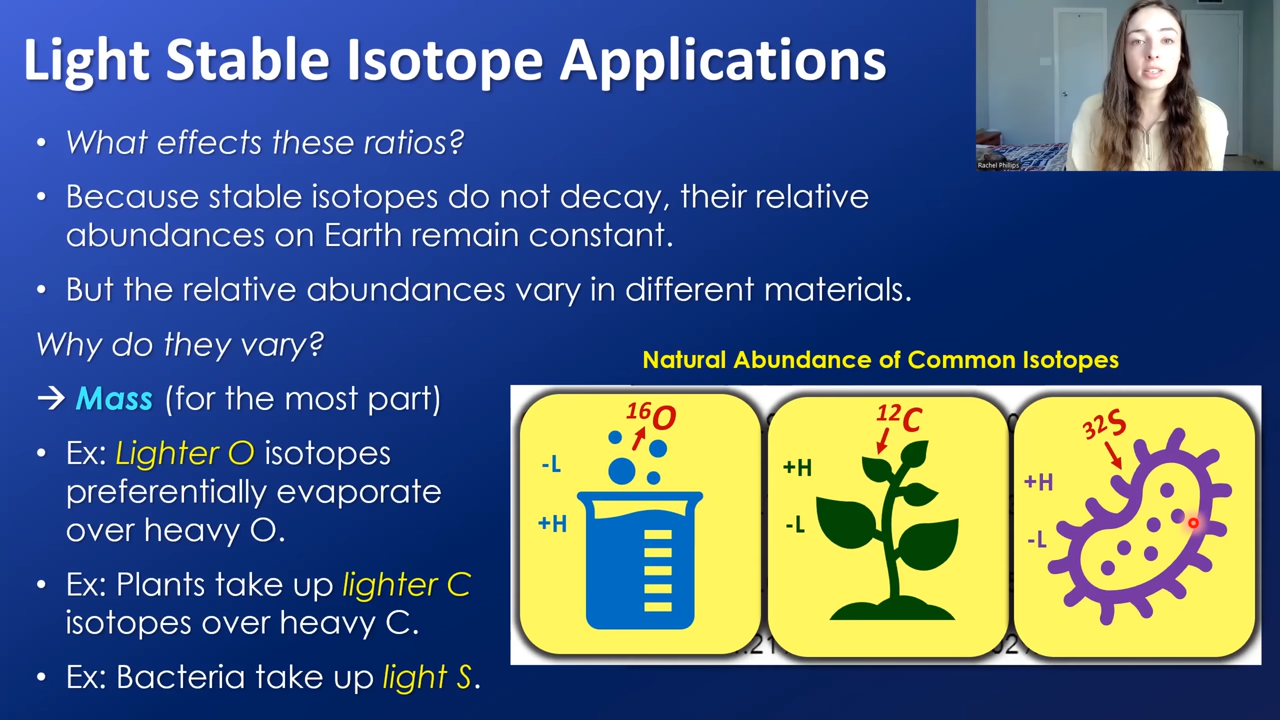 Light Stable Isotope Applications
Rachel Phillips
• What effects these ratios?
• Because stable isotopes do not decay, their relative
abundances on Earth remain constant.
• But the relative abundances vary in different materials.
Why do they vary?
→ Mass (for the most part)
• Ex: Lighter O isotopes
preferentially evaporate
over heavy O.
• Ex: Plants take up lighter C
isotopes over heavy C.
• Ex: Bacteria take up light S.
Natural Abundance of Common Isotopes
¹⁶O
-L
+H
¹²C
+H
-L
³²S
+H
-L